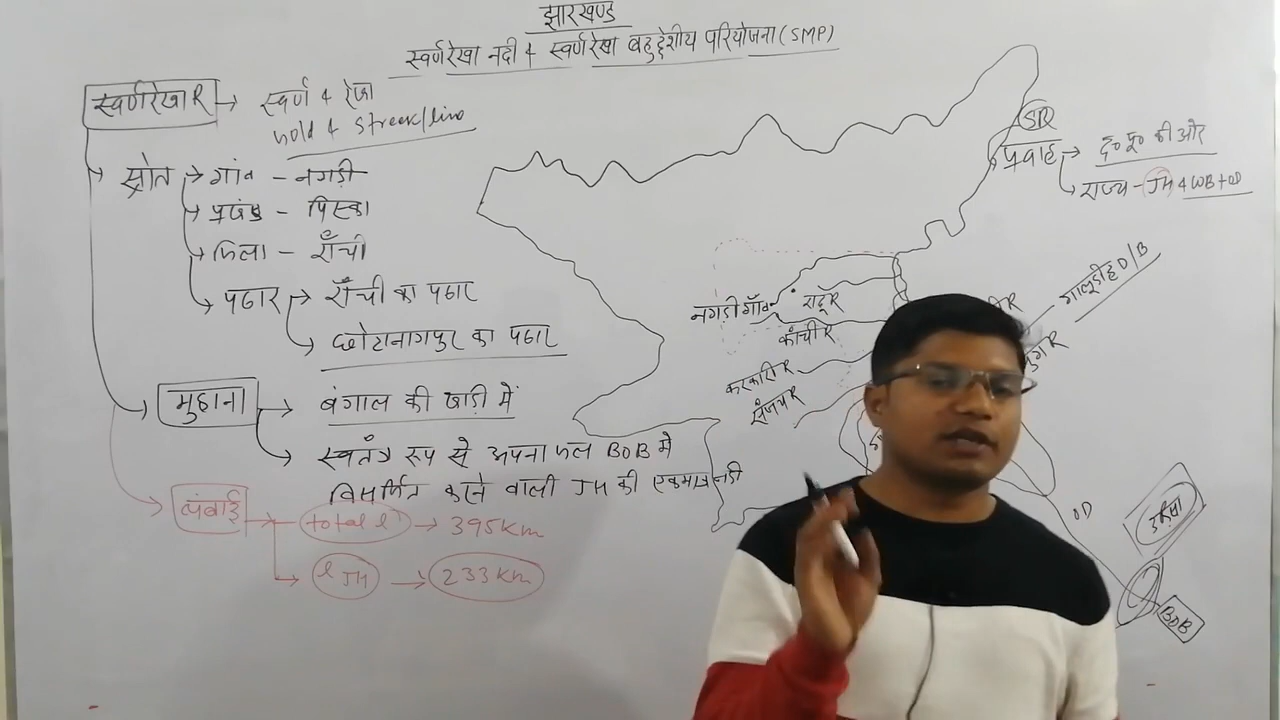 झारखण्ड
स्वर्णरेखा नदी & स्वर्णरेखा बहुद्देशीय परियोजना (SMP)
स्वर्णरेखा R → स्वर्ण & रेखा
Gold & Streak/line
स्रोत → गांव - नगड़ी
→ प्रखंड - पिस्का
→ जिला - राँची
→ पठार → राँची का पठार
→ छोटानागपुर का पठार
मुहाना → बंगाल की खाड़ी में
→ स्वतंत्र रूप से अपना जल BOB में
विसर्जित करने वाली JH की एकमात्र नदी
लंबाई → total l → 395 km
→ l JH → 233 km
SR
प्रवाह → द० पू० की ओर
→ राज्य - JH & WB + OD
नगड़ी गाँव
राढू R
कांची R
करकारी R
संजय R
गालूडीह D/B
OD
उड़ीसा
BOB